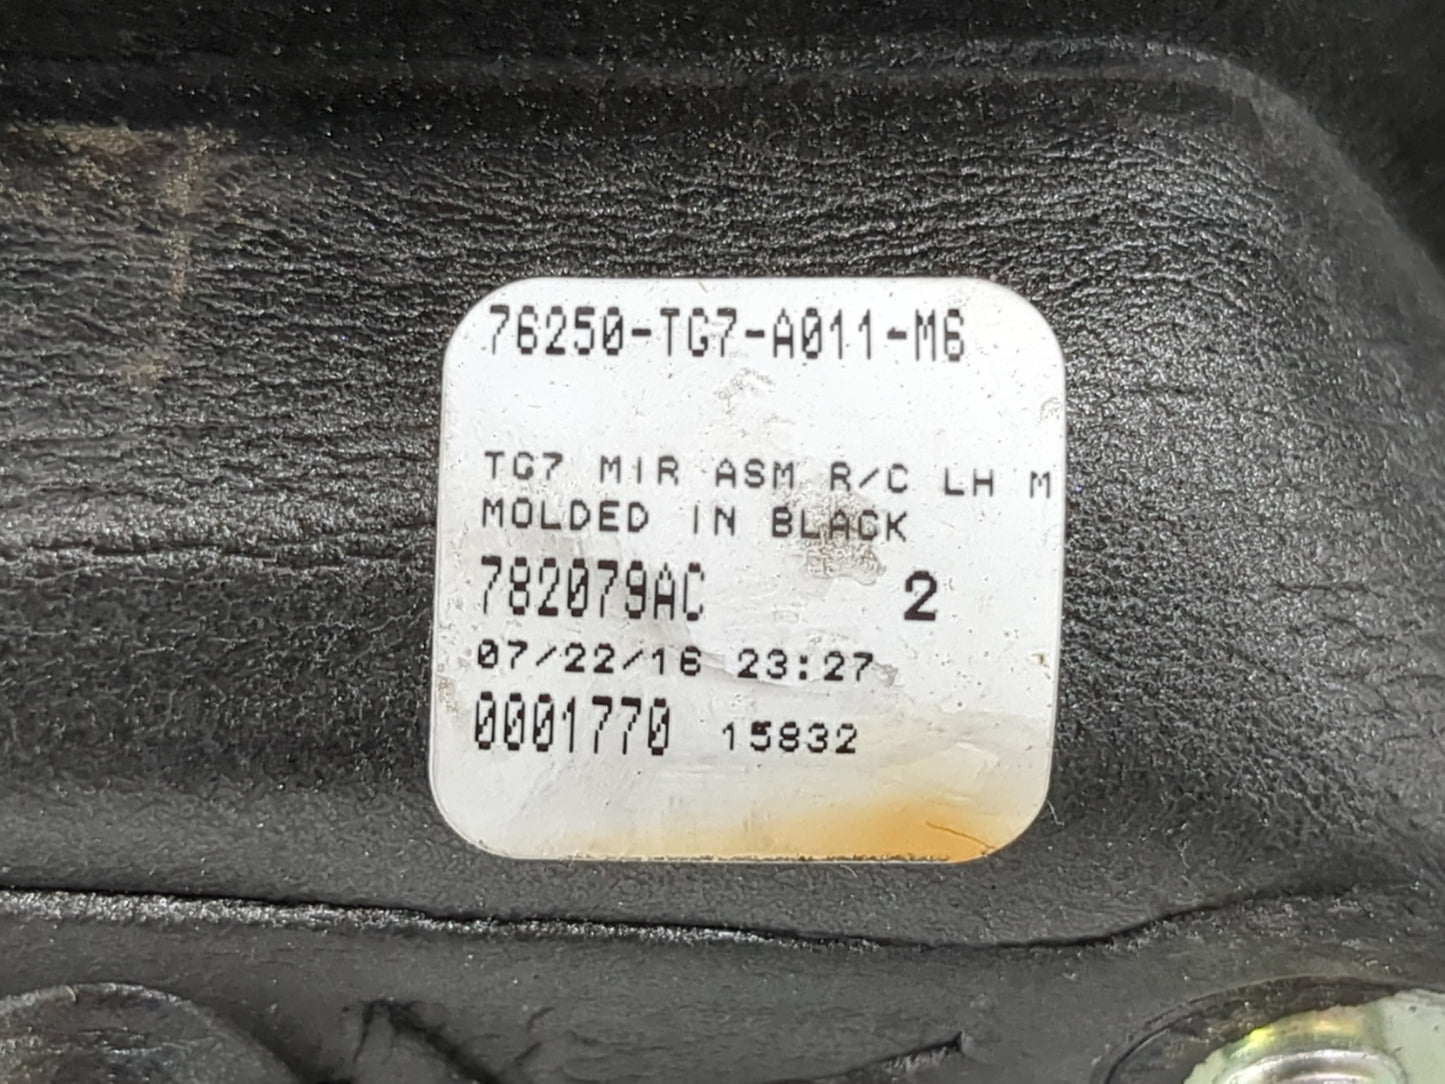 76250-TG7-A011-M6
TG7 MIR ASM R/C LH M
MOLDED IN BLACK
782079AC 2
07/22/16 23:27
0001770 15832